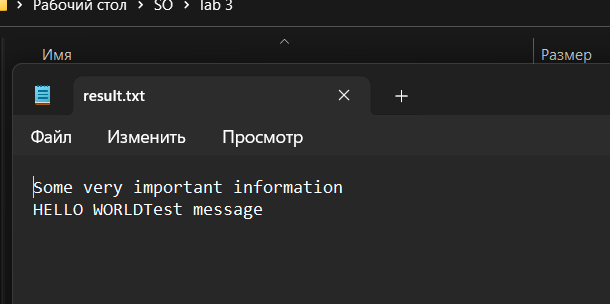 Рабочий стол > SO > lab 3
Имя
Размер
result.txt
Файл Изменить Просмотр
Some very important information
HELLO WORLDTest message